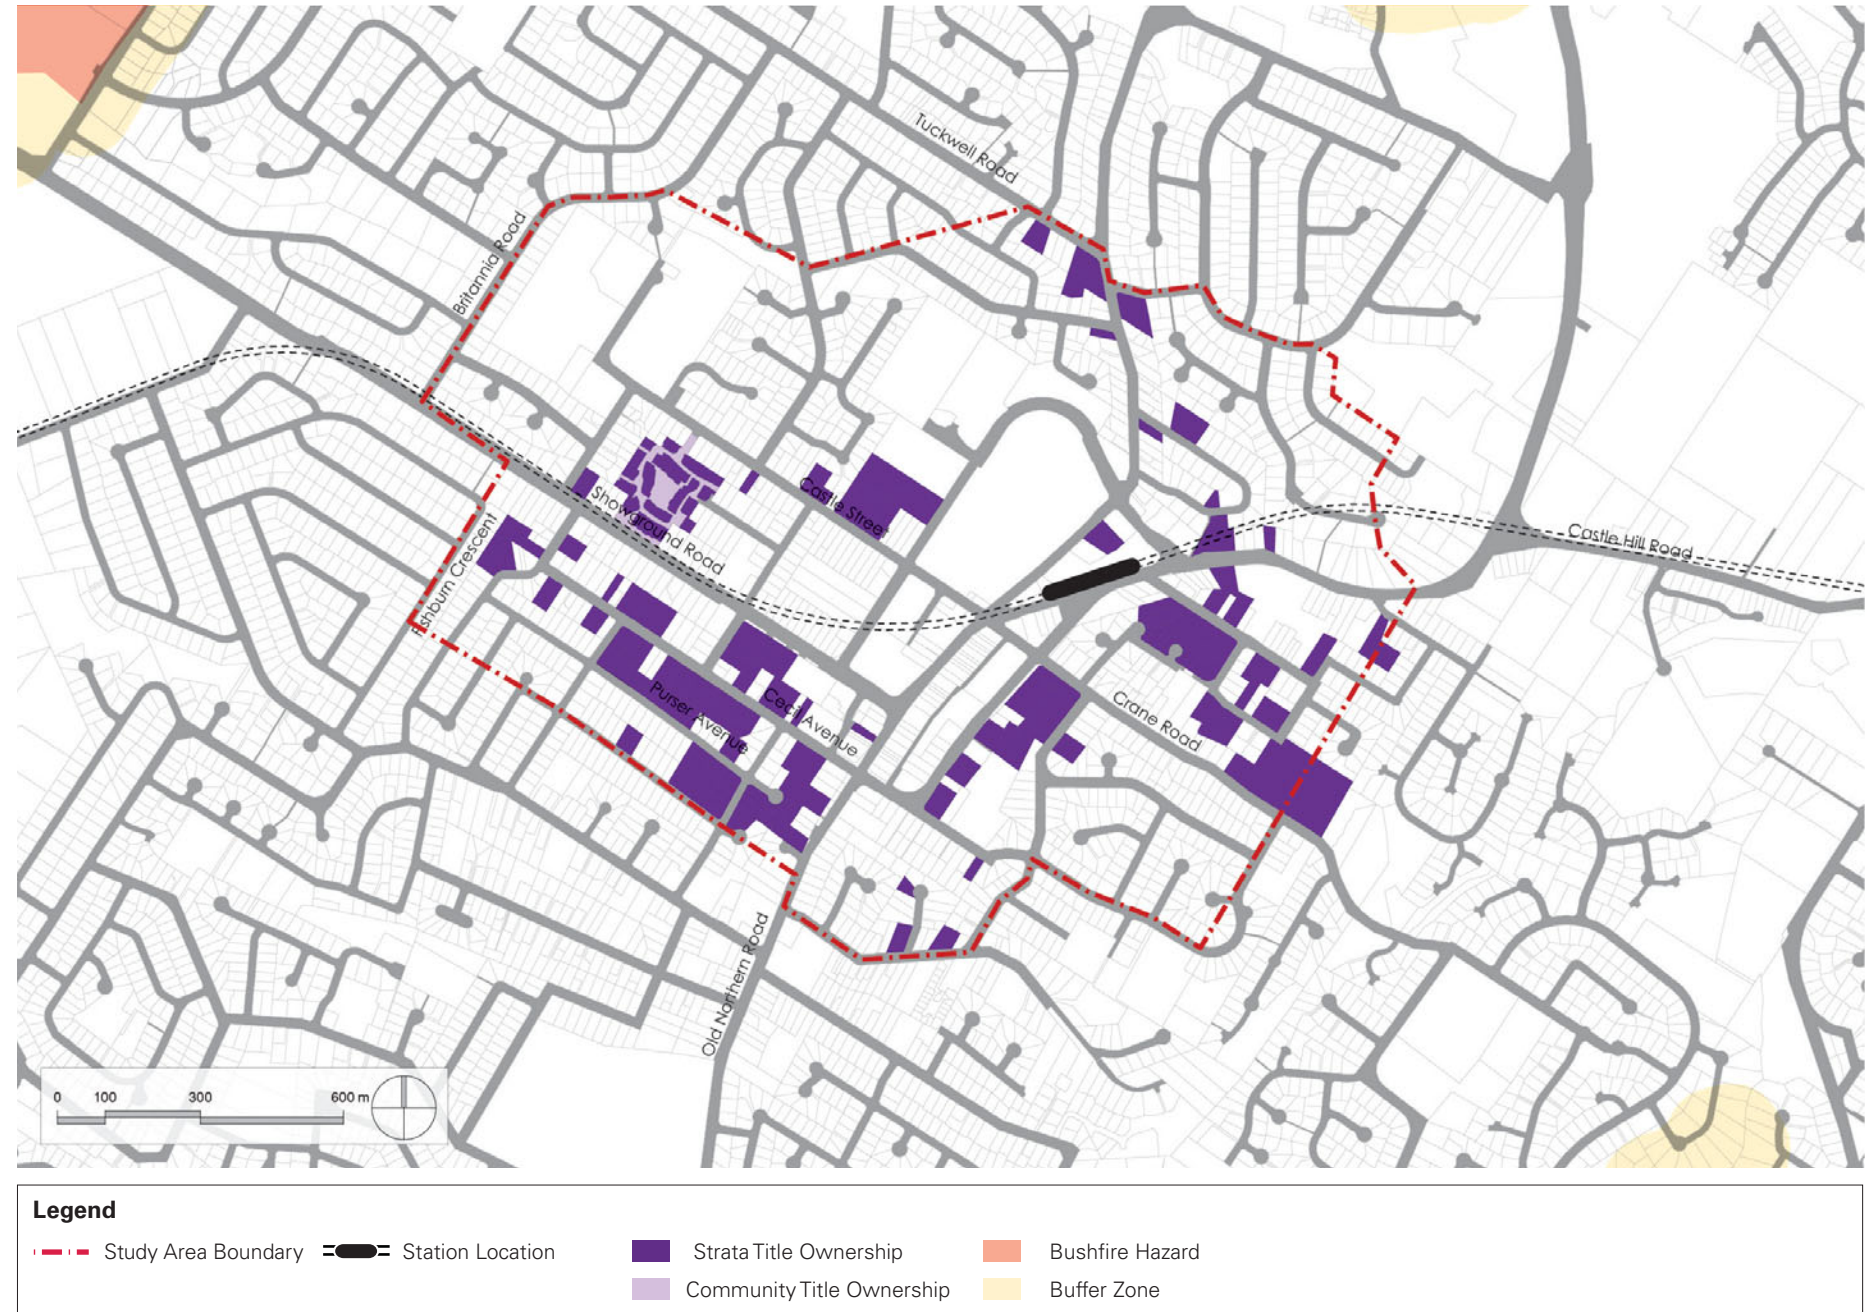 Tuckwell Road
Britannia Road
Showground Road
Castle Street
Castle Hill Road
Fishburn Crescent
Purser Avenue
Cecil Avenue
Crane Road
Old Northern Road
0 100 300 600 m
Legend
Study Area Boundary
Station Location
Strata Title Ownership
Bushfire Hazard
Community Title Ownership
Buffer Zone